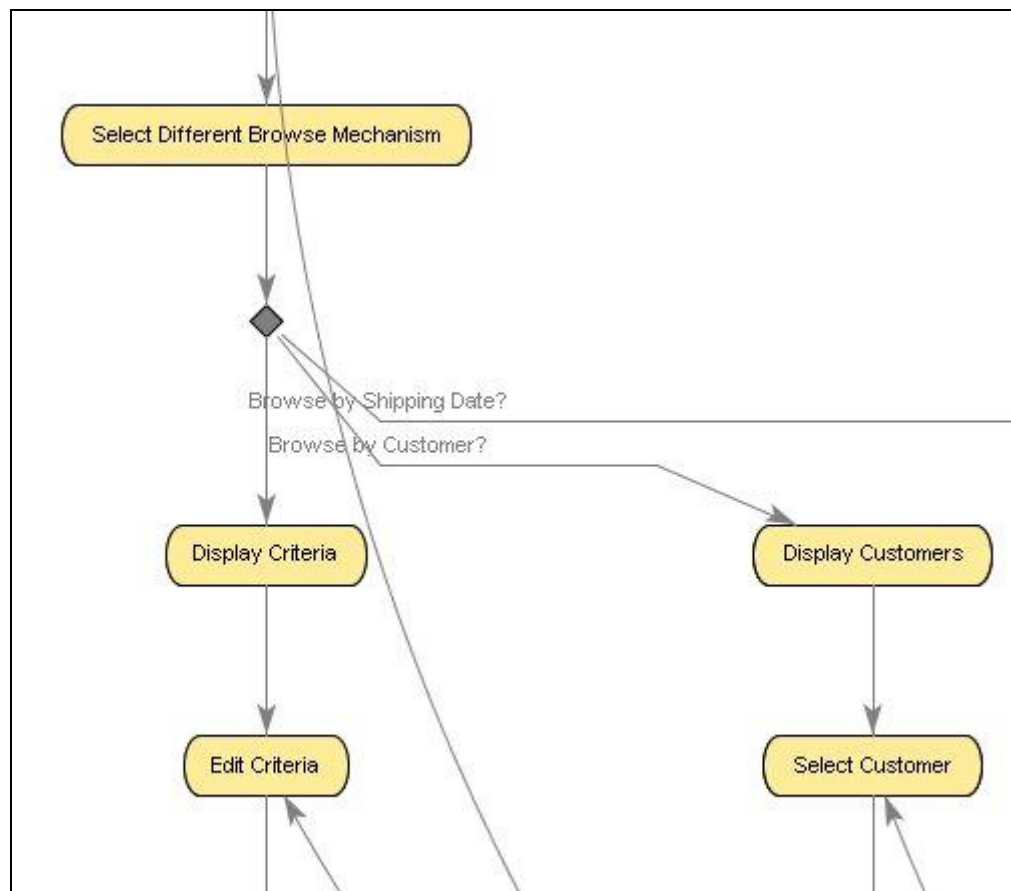 Select Different Browse Mechanism
Browse by Shipping Date?
Browse by Customer?
Display Criteria
Display Customers
Edit Criteria
Select Customer